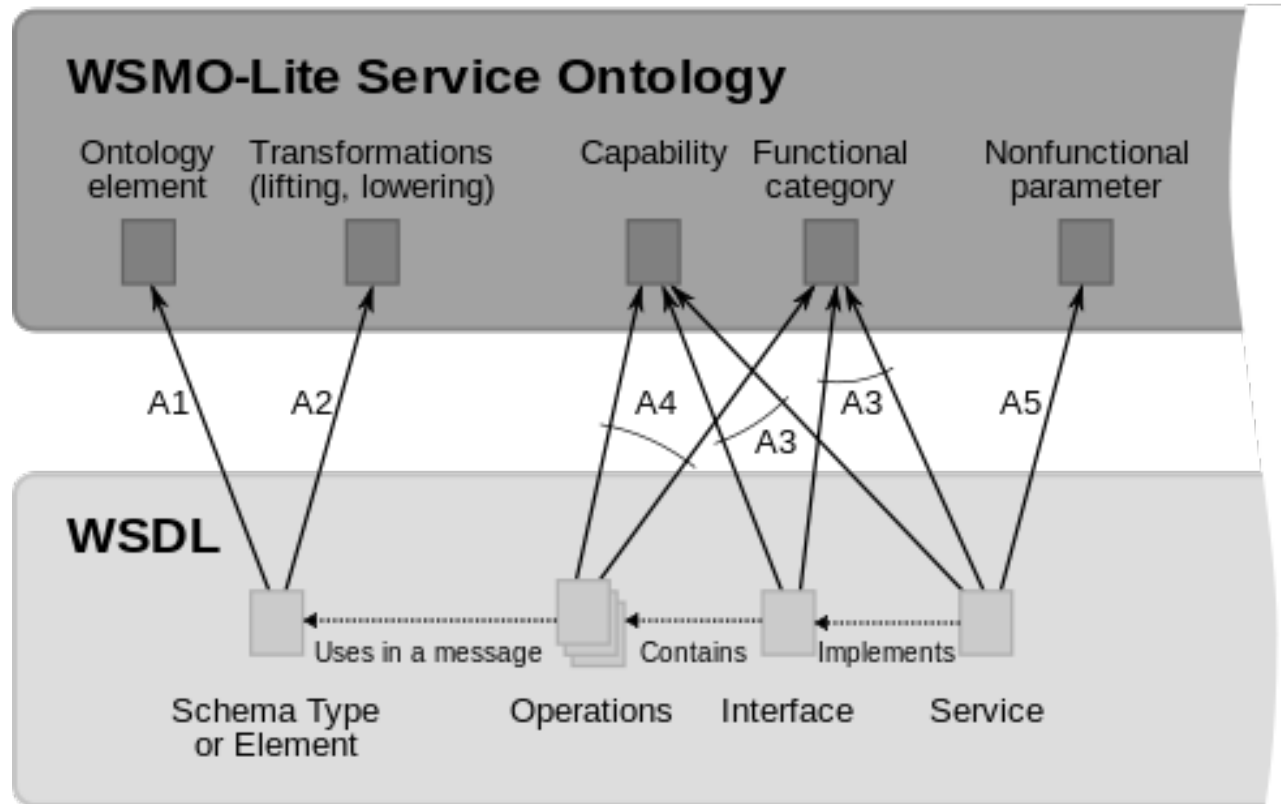 WSMO-Lite Service Ontology
Ontology
element
Transformations
(lifting, lowering)
Capability
Functional
category
Nonfunctional
parameter
A1
A2
A4
A3
A3
A5
WSDL
Uses in a message
Contains
Implements
Schema Type
or Element
Operations
Interface
Service